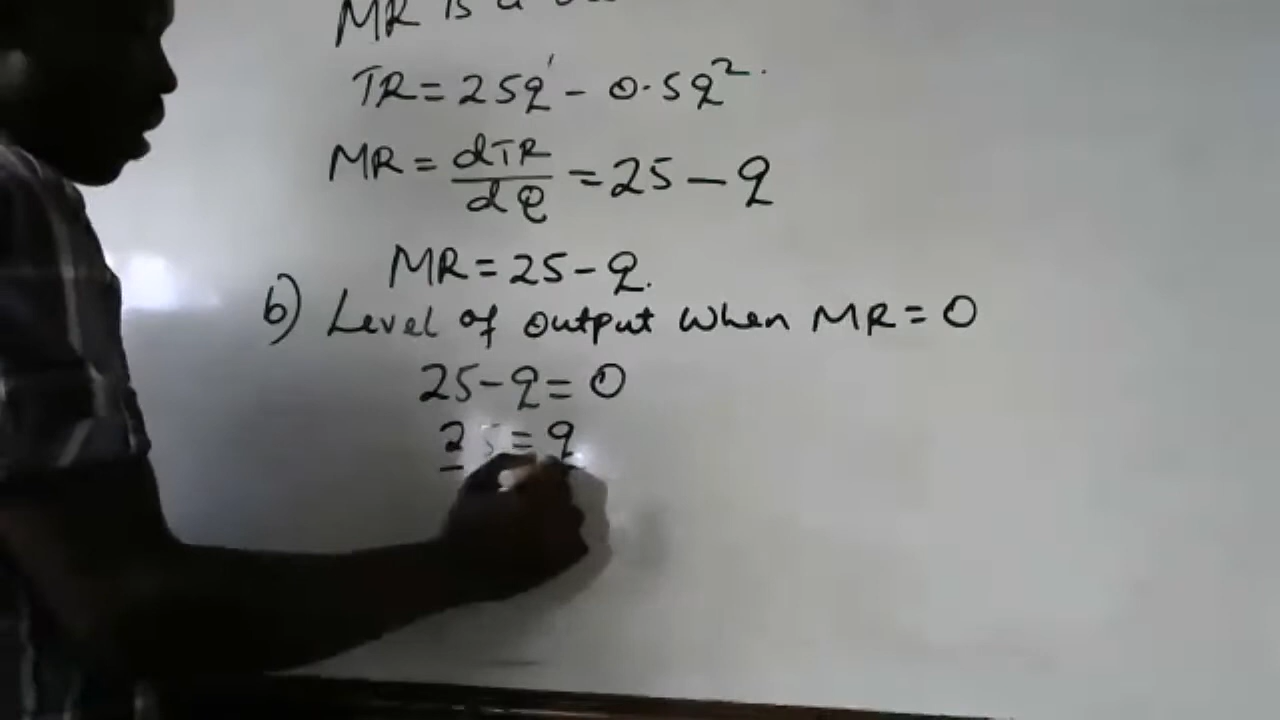 MR is a
TR = 25q' - 0.5q².
MR = dTR/dQ = 25 - q
MR = 25 - q.
b) Level of output when MR = 0
25 - q = 0
25 = q